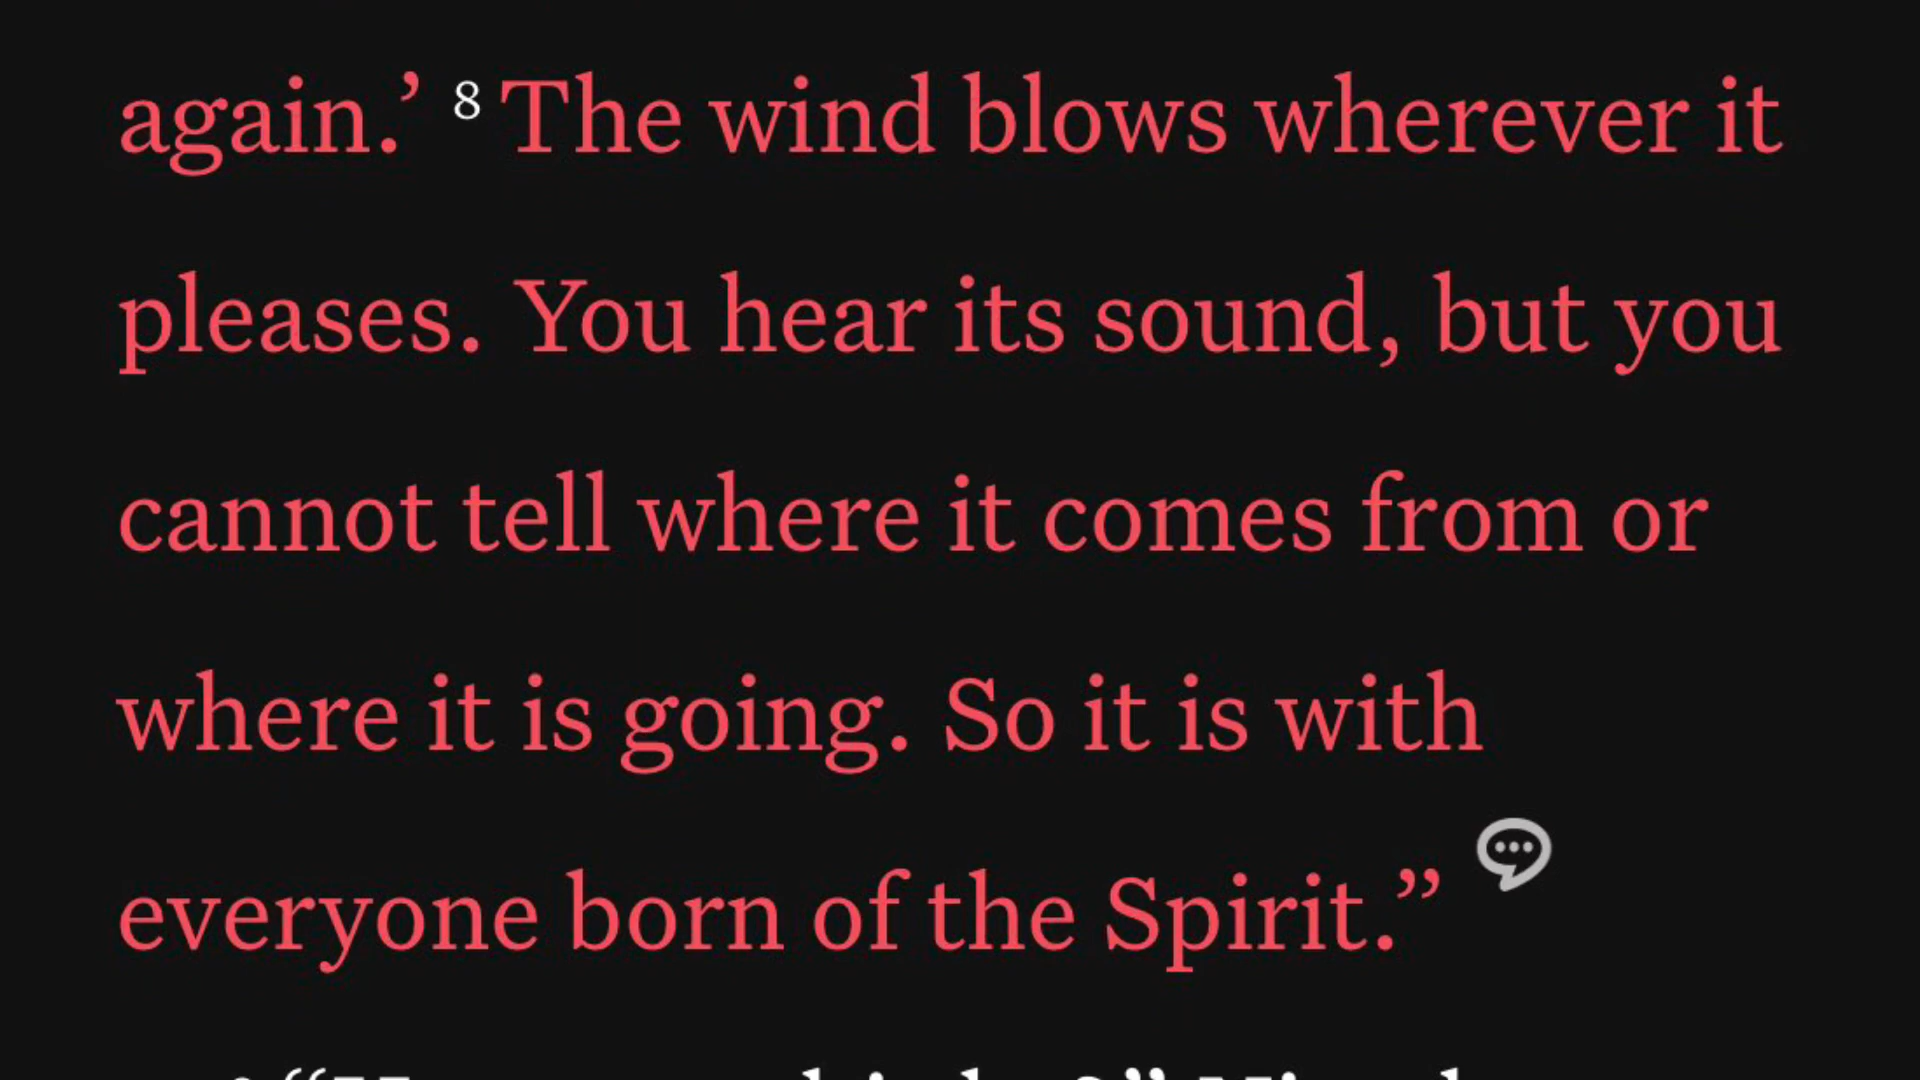 again.’ 8 The wind blows wherever it
pleases. You hear its sound, but you
cannot tell where it comes from or
where it is going. So it is with
everyone born of the Spirit.”